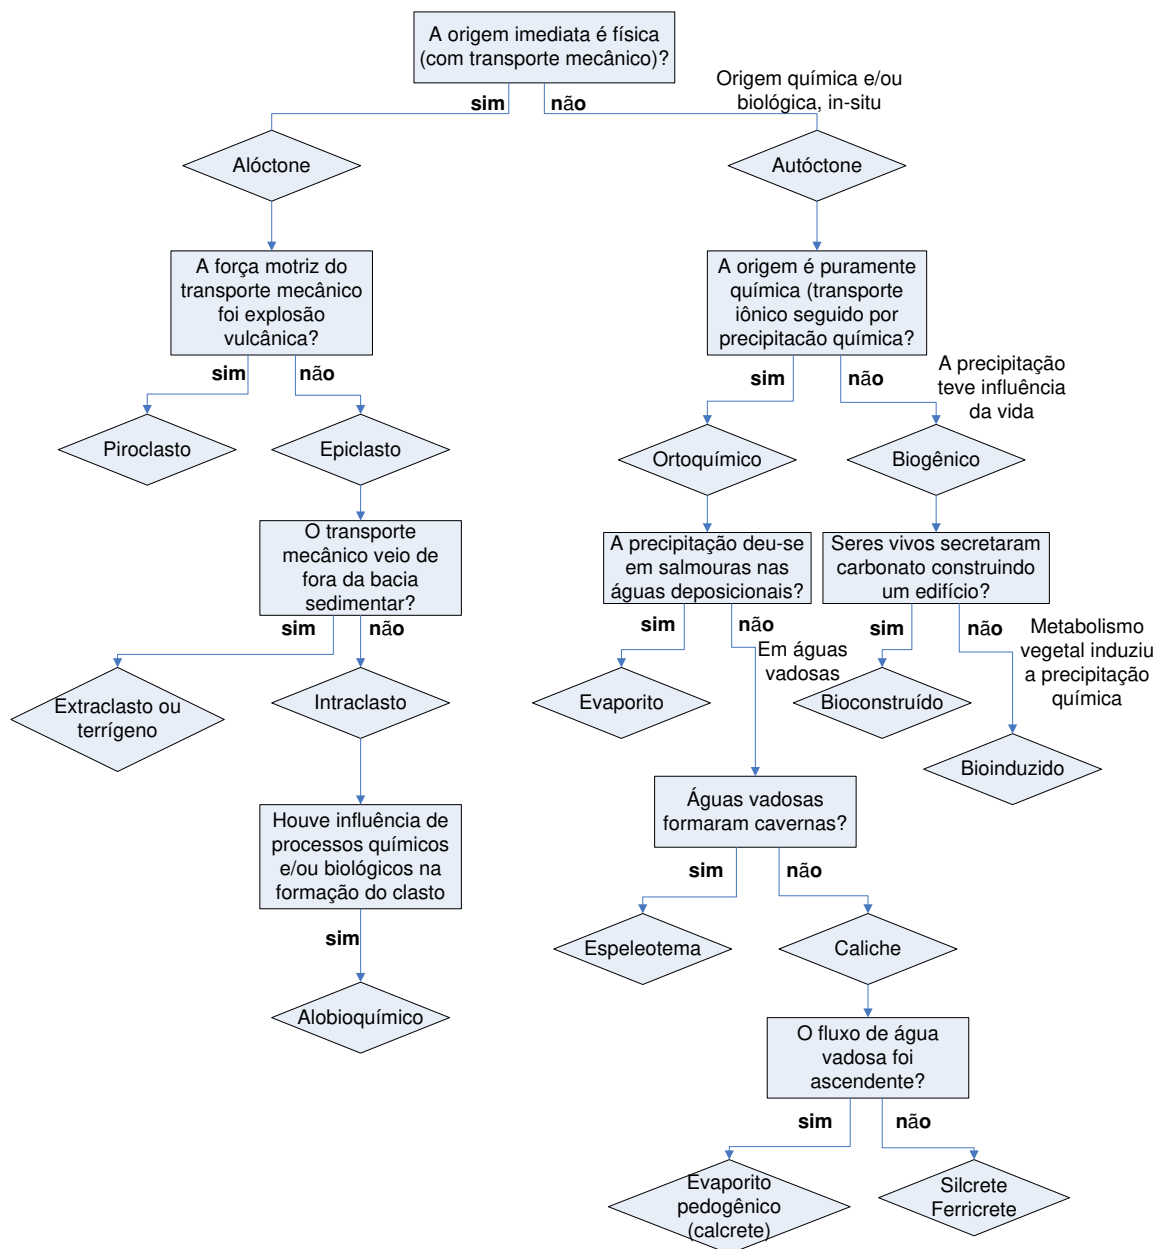 A origem imediata é física
(com transporte mecânico)?
sim
não
Origem química e/ou
biológica, in-situ
Alóctone
Autóctone
A força motriz do
transporte mecânico
foi explosão
vulcânica?
A origem é puramente
química (transporte
iônico seguido por
precipitacão química?
sim
não
sim
não
A precipitação
teve influência
da vida
Piroclasto
Epiclasto
Ortoquímico
Biogênico
O transporte
mecânico veio de
fora da bacia
sedimentar?
A precipitação deu-se
em salmouras nas
águas deposicionais?
Seres vivos secretaram
carbonato construindo
um edifício?
sim
não
sim
não
Em águas
vadosas
sim
não
Metabolismo
vegetal induziu
a precipitação
química
Extraclasto ou
terrígeno
Intraclasto
Evaporito
Bioconstruído
Bioinduzido
Houve influência de
processos químicos
e/ou biológicos na
formação do clasto
Águas vadosas
formaram cavernas?
sim
sim
não
Alobioquímico
Espeleotema
Caliche
O fluxo de água
vadosa foi
ascendente?
sim
não
Evaporito
pedogênico
(calcrete)
Silcrete
Ferricrete